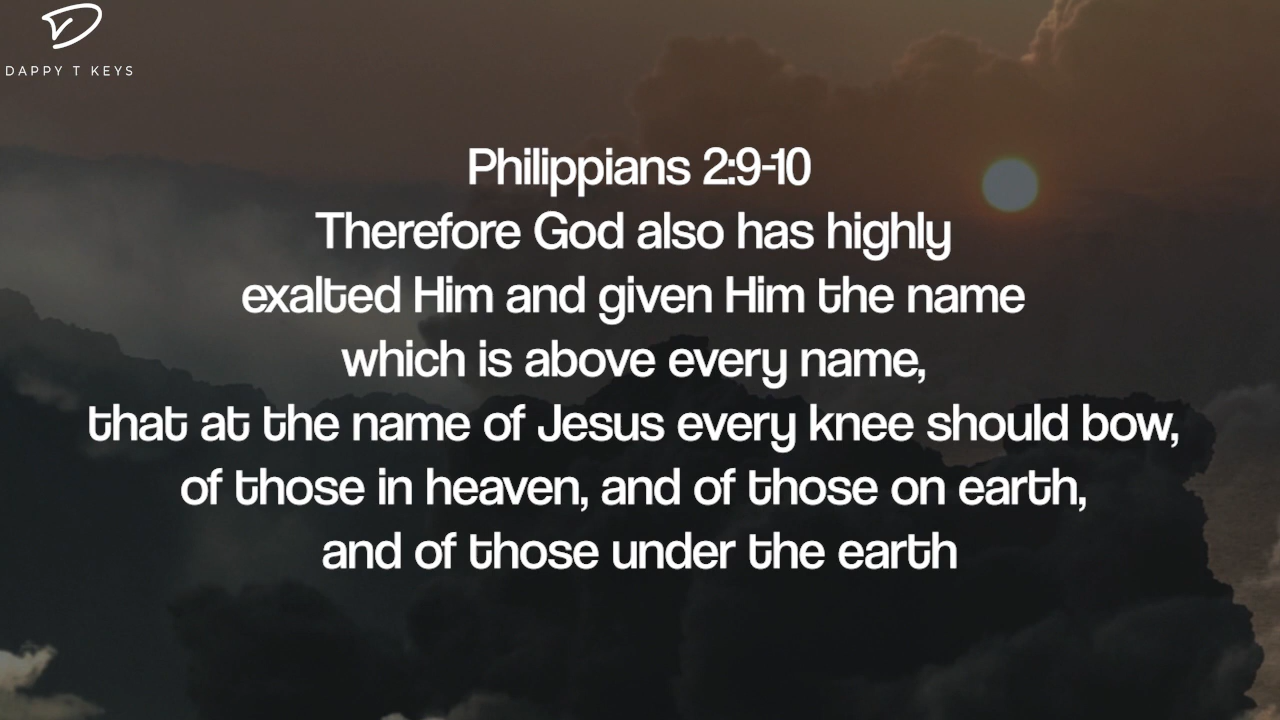 DAPPY T KEYS
Philippians 2:9-10
Therefore God also has highly
exalted Him and given Him the name
which is above every name,
that at the name of Jesus every knee should bow,
of those in heaven, and of those on earth,
and of those under the earth